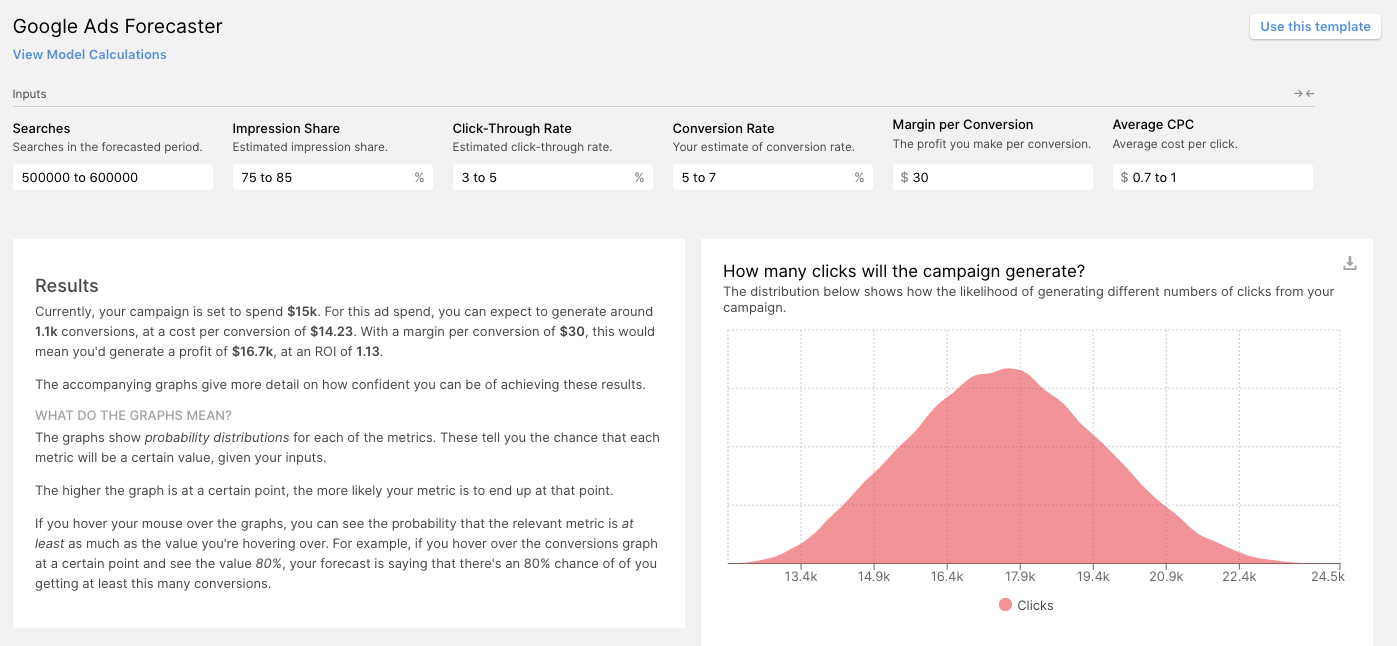 Google Ads Forecaster
Use this template
View Model Calculations
Inputs
Searches
Searches in the forecasted period.
500000 to 600000
Impression Share
Estimated impression share.
75 to 85 %
Click-Through Rate
Estimated click-through rate.
3 to 5 %
Conversion Rate
Your estimate of conversion rate.
5 to 7 %
Margin per Conversion
The profit you make per conversion.
$ 30
Average CPC
Average cost per click.
$ 0.7 to 1
Results
Currently, your campaign is set to spend $15k. For this ad spend, you can expect to generate around
1.1k conversions, at a cost per conversion of $14.23. With a margin per conversion of $30, this would
mean you'd generate a profit of $16.7k, at an ROI of 1.13.
The accompanying graphs give more detail on how confident you can be of achieving these results.
WHAT DO THE GRAPHS MEAN?
The graphs show probability distributions for each of the metrics. These tell you the chance that each
metric will be a certain value, given your inputs.
The higher the graph is at a certain point, the more likely your metric is to end up at that point.
If you hover your mouse over the graphs, you can see the probability that the relevant metric is at
least as much as the value you're hovering over. For example, if you hover over the conversions graph
at a certain point and see the value 80%, your forecast is saying that there's an 80% chance of of you
getting at least this many conversions.
How many clicks will the campaign generate?
The distribution below shows how the likelihood of generating different numbers of clicks from your
campaign.
13.4k 14.9k 16.4k 17.9k 19.4k 20.9k 22.4k 24.5k
Clicks